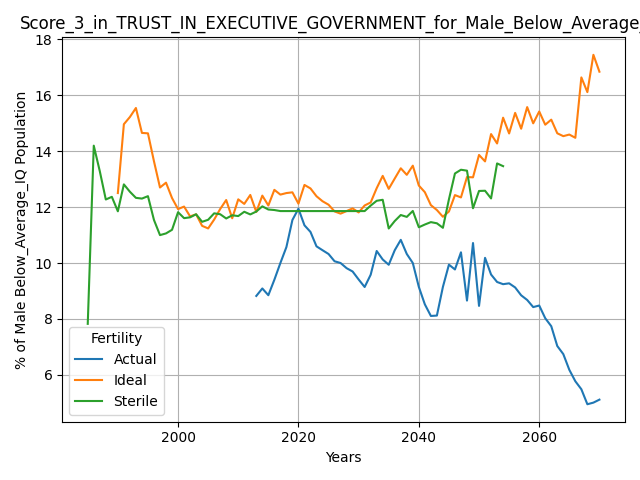 Score_3_in_TRUST_IN_EXECUTIVE_GOVERNMENT_for_Male_Below_Average_
% of Male Below_Average_IQ Population
18
16
14
12
10
8
6
Fertility
Actual
Ideal
Sterile
2000 2020 2040 2060
Years